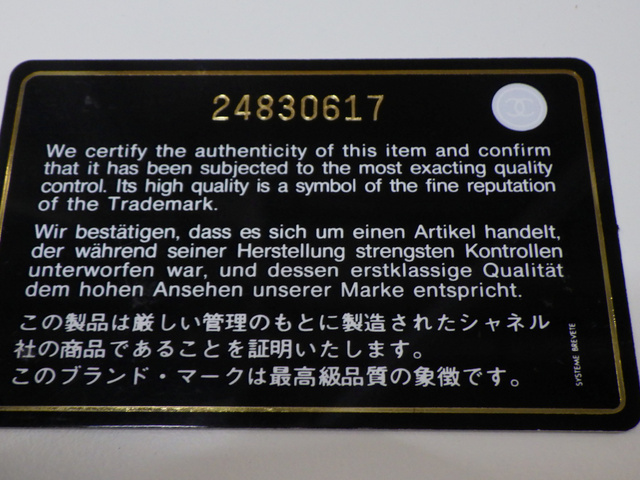 24830617
We certify the authenticity of this item and confirm
that it has been subjected to the most exacting quality
control. Its high quality is a symbol of the fine reputation
of the Trademark.
Wir bestätigen, dass es sich um einen Artikel handelt,
der während seiner Herstellung strengsten Kontrollen
unterworfen war, und dessen erstklassige Qualität
dem hohen Ansehen unserer Marke entspricht.
この製品は厳しい管理のもとに製造されたシャネル
社の商品であることを証明いたします。
このブランド・マークは最高級品質の象徴です。
SYSTEME BREVETE